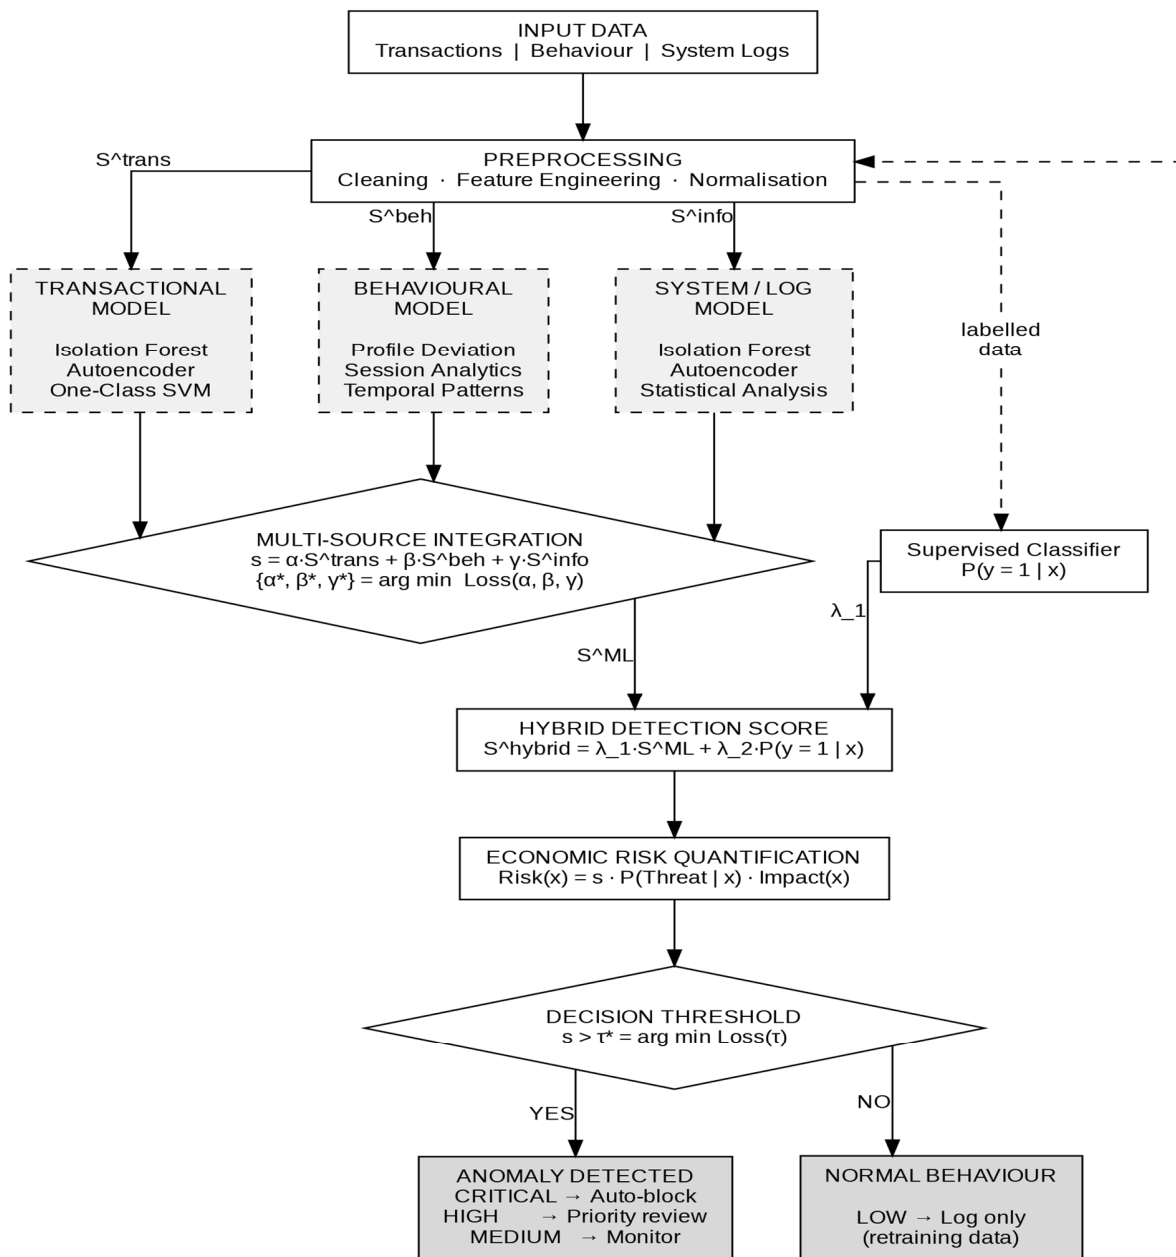 INPUT DATA
Transactions | Behaviour | System Logs
S^trans
PREPROCESSING
Cleaning · Feature Engineering · Normalisation
S^beh
S^info
TRANSACTIONAL
MODEL
Isolation Forest
Autoencoder
One-Class SVM
BEHAVIOURAL
MODEL
Profile Deviation
Session Analytics
Temporal Patterns
SYSTEM / LOG
MODEL
Isolation Forest
Autoencoder
Statistical Analysis
labelled
data
MULTI-SOURCE INTEGRATION
s = α·S^trans + β·S^beh + γ·S^info
{α*, β*, γ*} = arg min Loss(α, β, γ)
Supervised Classifier
P(y = 1 | x)
λ_1
S^ML
HYBRID DETECTION SCORE
S^hybrid = λ_1·S^ML + λ_2·P(y = 1 | x)
ECONOMIC RISK QUANTIFICATION
Risk(x) = s · P(Threat | x) · Impact(x)
DECISION THRESHOLD
s > τ* = arg min Loss(τ)
YES
NO
ANOMALY DETECTED
CRITICAL → Auto-block
HIGH → Priority review
MEDIUM → Monitor
NORMAL BEHAVIOUR
LOW → Log only
(retraining data)